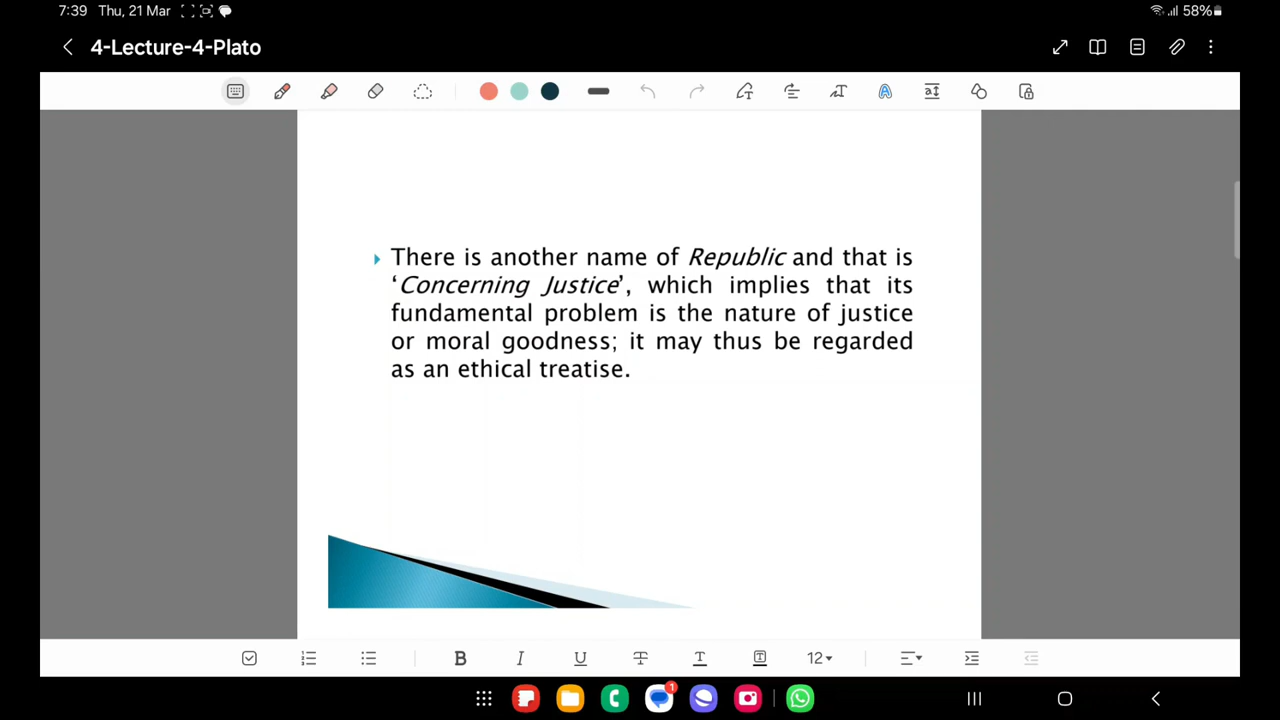 7:39 Thu, 21 Mar 58%
4-Lecture-4-Plato
There is another name of Republic and that is
‘Concerning Justice’, which implies that its
fundamental problem is the nature of justice
or moral goodness; it may thus be regarded
as an ethical treatise.
B I U T T T 12
1